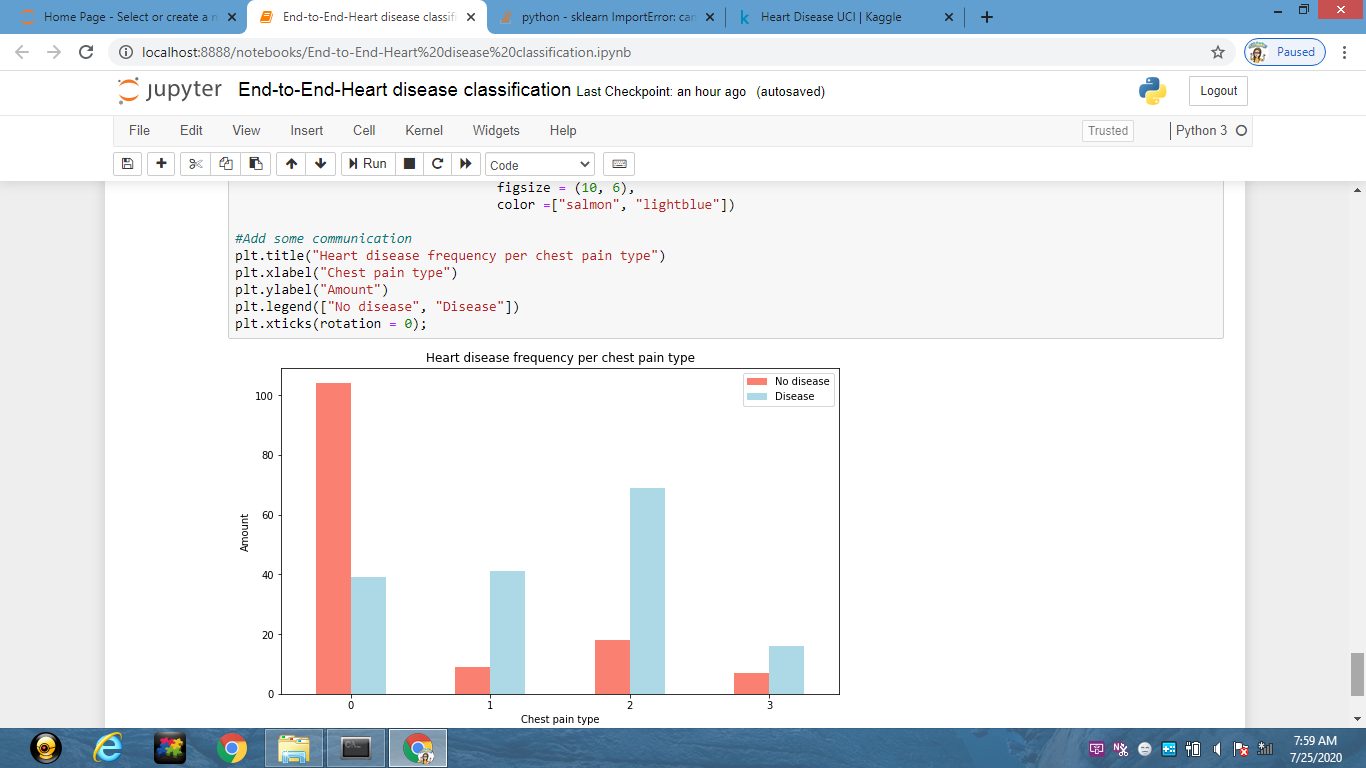 Home Page - Select or create a n
End-to-End-Heart disease classifi
python - sklearn ImportError: can
Heart Disease UCI | Kaggle
localhost:8888/notebooks/End-to-End-Heart%20disease%20classification.ipynb
Paused
jupyter End-to-End-Heart disease classification Last Checkpoint: an hour ago (autosaved)
Logout
File Edit View Insert Cell Kernel Widgets Help
Trusted
Python 3
Run
Code
figsize = (10, 6),
color =["salmon", "lightblue"])
#Add some communication
plt.title("Heart disease frequency per chest pain type")
plt.xlabel("Chest pain type")
plt.ylabel("Amount")
plt.legend(["No disease", "Disease"])
plt.xticks(rotation = 0);
Heart disease frequency per chest pain type
No disease
Disease
100
80
60
40
20
0
Amount
0 1 2 3
Chest pain type
7:59 AM
7/25/2020